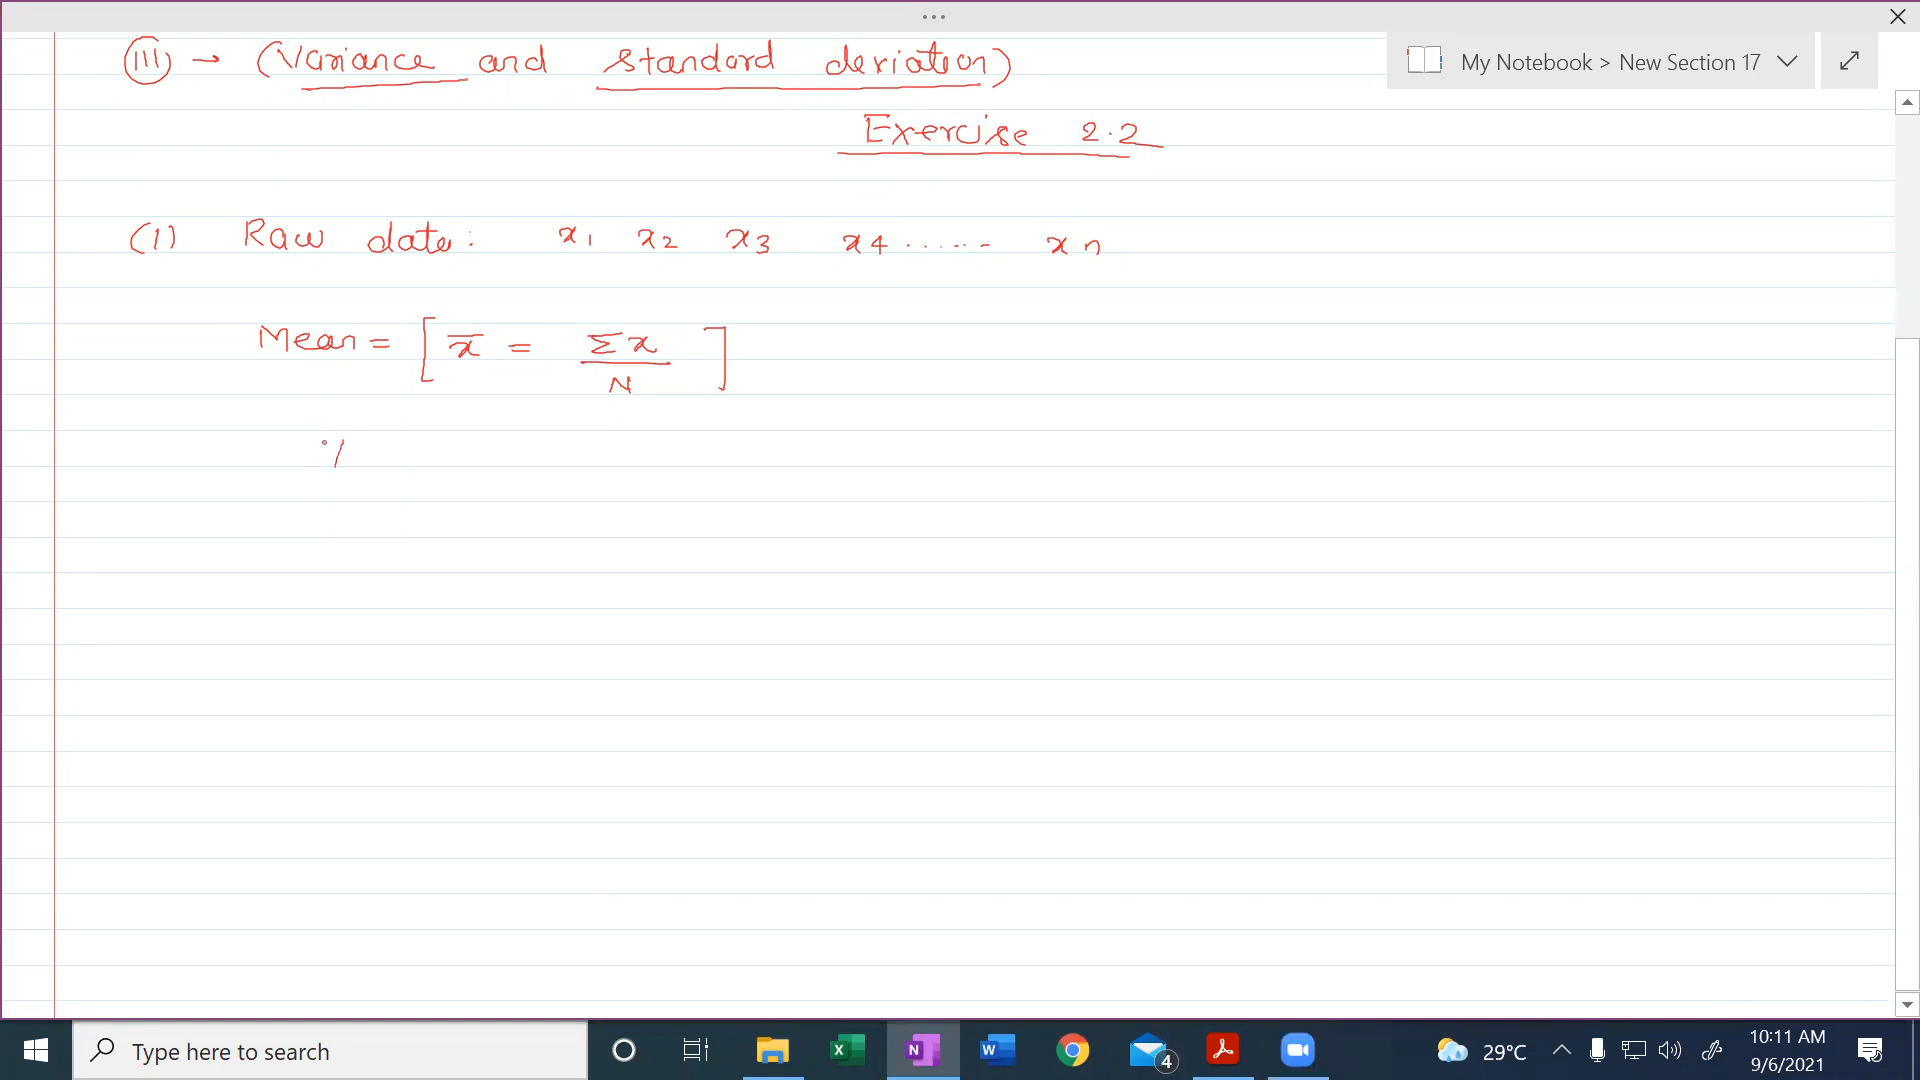 (III) → (Variance and standard deviation)
My Notebook > New Section 17
Exercise 2.2
(1) Raw data: x1 x2 x3 x4 ...... xn
Mean = [ x̄ = Σx / N ]
Type here to search
4
29°C
10:11 AM
9/6/2021